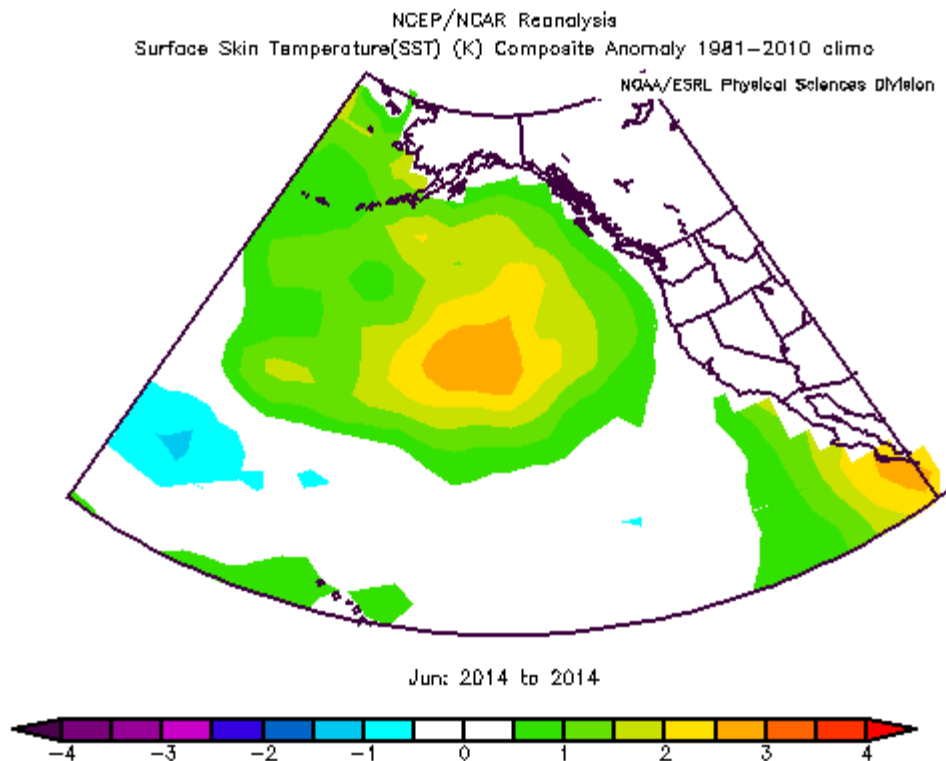 NCEP/NCAR Reanalysis
Surface Skin Temperature(SST) (K) Composite Anomaly 1981-2010 climo
NOAA/ESRL Physical Sciences Division
Jun: 2014 to 2014
-4 -3 -2 -1 0 1 2 3 4